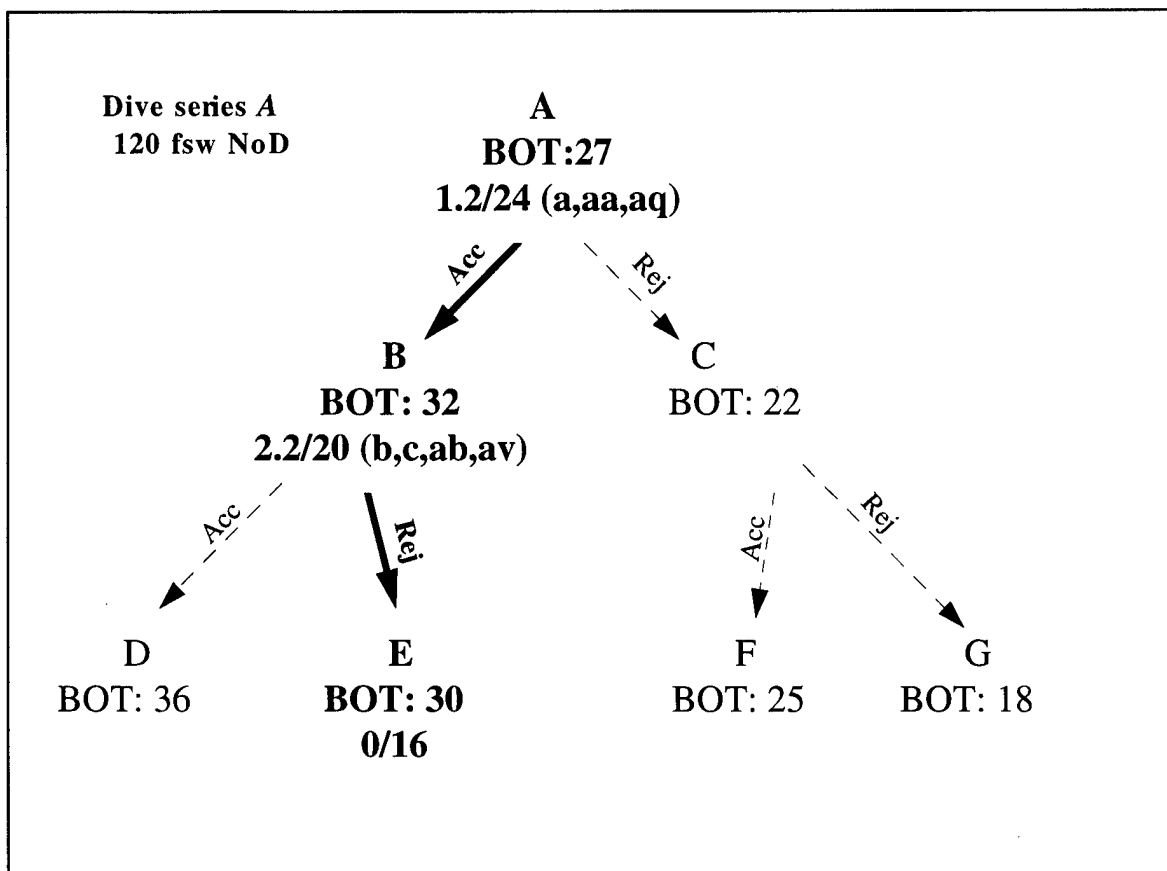 Dive series A
120 fsw NoD
A
BOT:27
1.2/24 (a,aa,aq)
Acc
Rej
B
BOT: 32
2.2/20 (b,c,ab,av)
C
BOT: 22
Acc
Rej
Acc
Rej
D
BOT: 36
E
BOT: 30
0/16
F
BOT: 25
G
BOT: 18